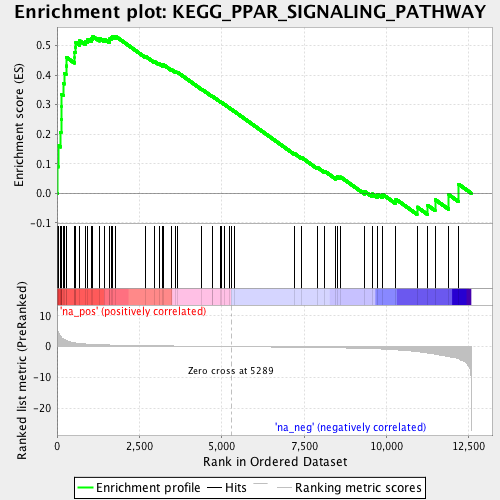 Enrichment plot: KEGG_PPAR_SIGNALING_PATHWAY
Enrichment score (ES)
0.5
0.4
0.3
0.2
0.1
0.0
-0.1
'na_pos' (positively correlated)
Ranked list metric (PreRanked)
10
0
-10
-20
Zero cross at 5289
'na_neg' (negatively correlated)
0
2,500
5,000
7,500
10,000
12,500
Rank in Ordered Dataset
Enrichment profile
Hits
Ranking metric scores